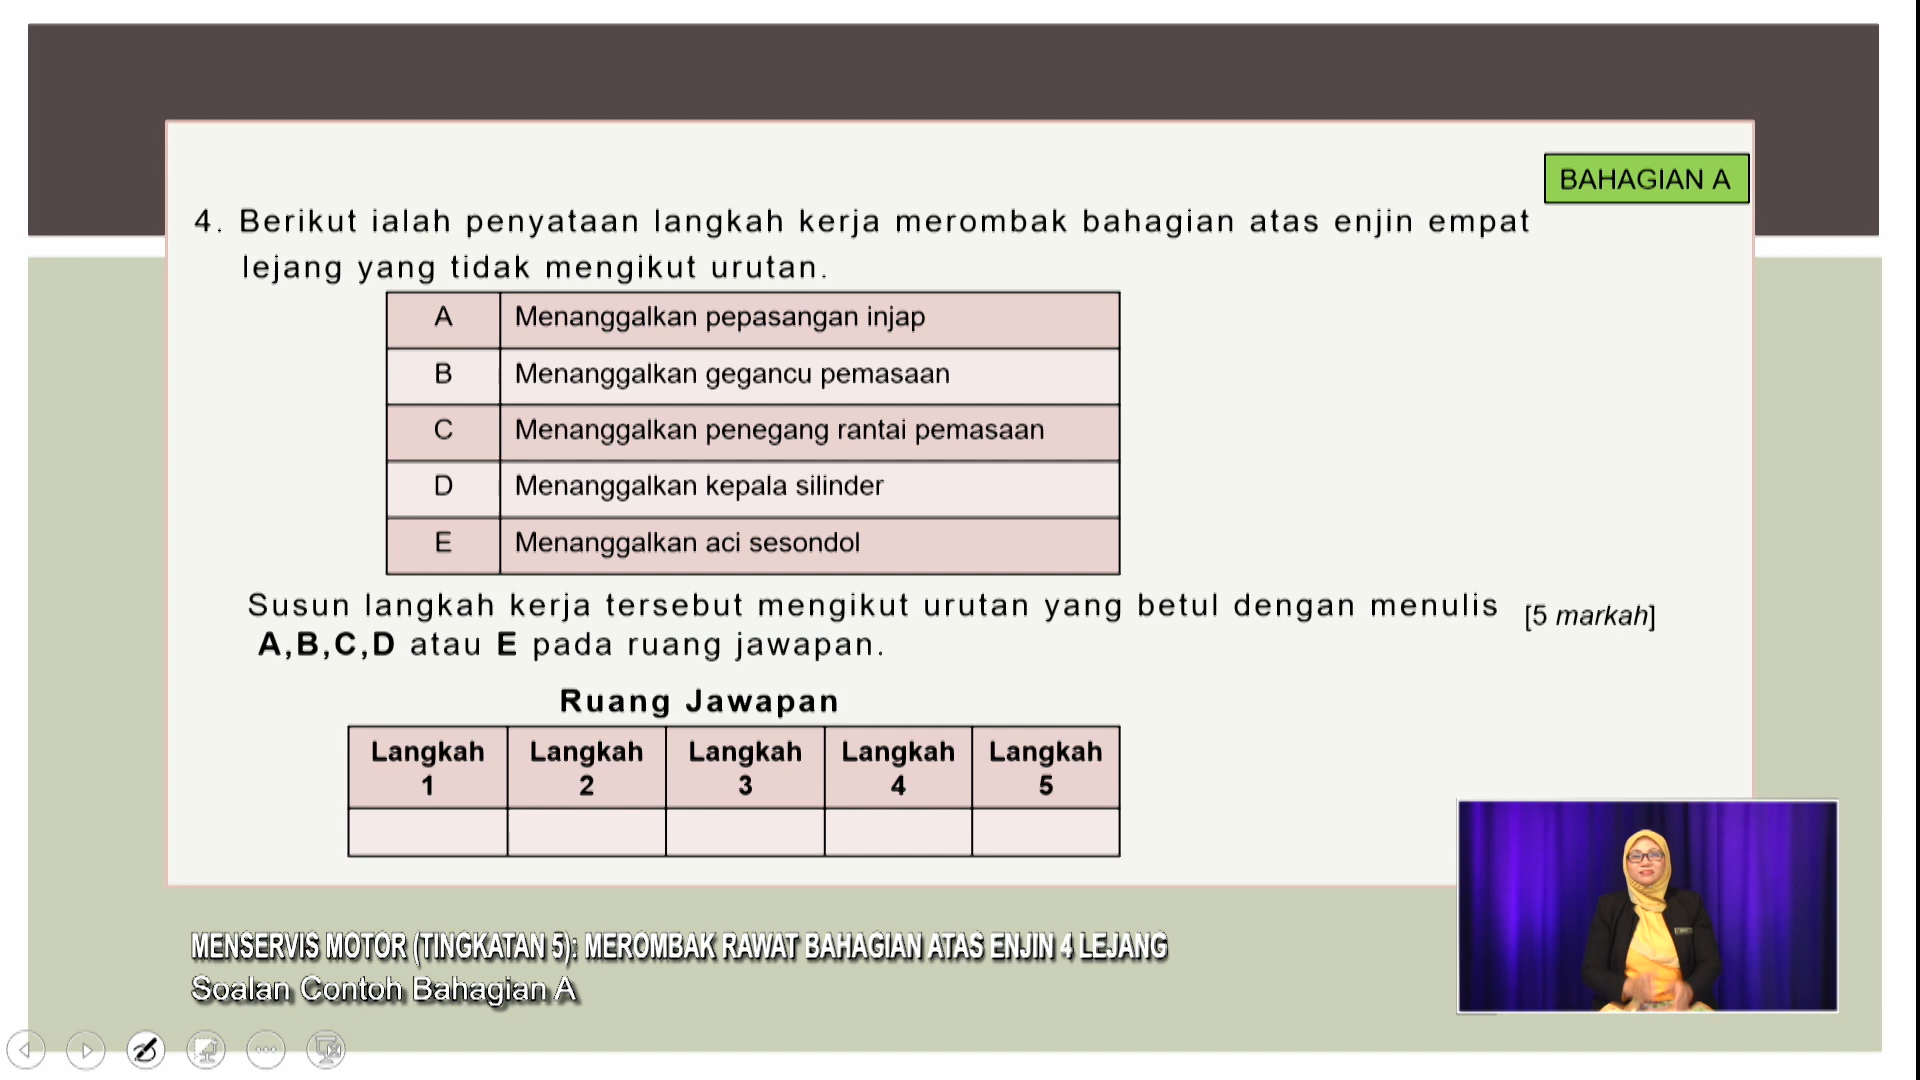 BAHAGIAN A
4. Berikut ialah penyataan langkah kerja merombak bahagian atas enjin empat
lejang yang tidak mengikut urutan.
A Menanggalkan pepasangan injap
B Menanggalkan gegancu pemasaan
C Menanggalkan penegang rantai pemasaan
D Menanggalkan kepala silinder
E Menanggalkan aci sesondol
Susun langkah kerja tersebut mengikut urutan yang betul dengan menulis [5 markah]
A,B,C,D atau E pada ruang jawapan.
Ruang Jawapan
Langkah Langkah Langkah Langkah Langkah
1 2 3 4 5
MENSERVIS MOTOR (TINGKATAN 5): MEROMBAK RAWAT BAHAGIAN ATAS ENJIN 4 LEJANG
Soalan Contoh Bahagian A